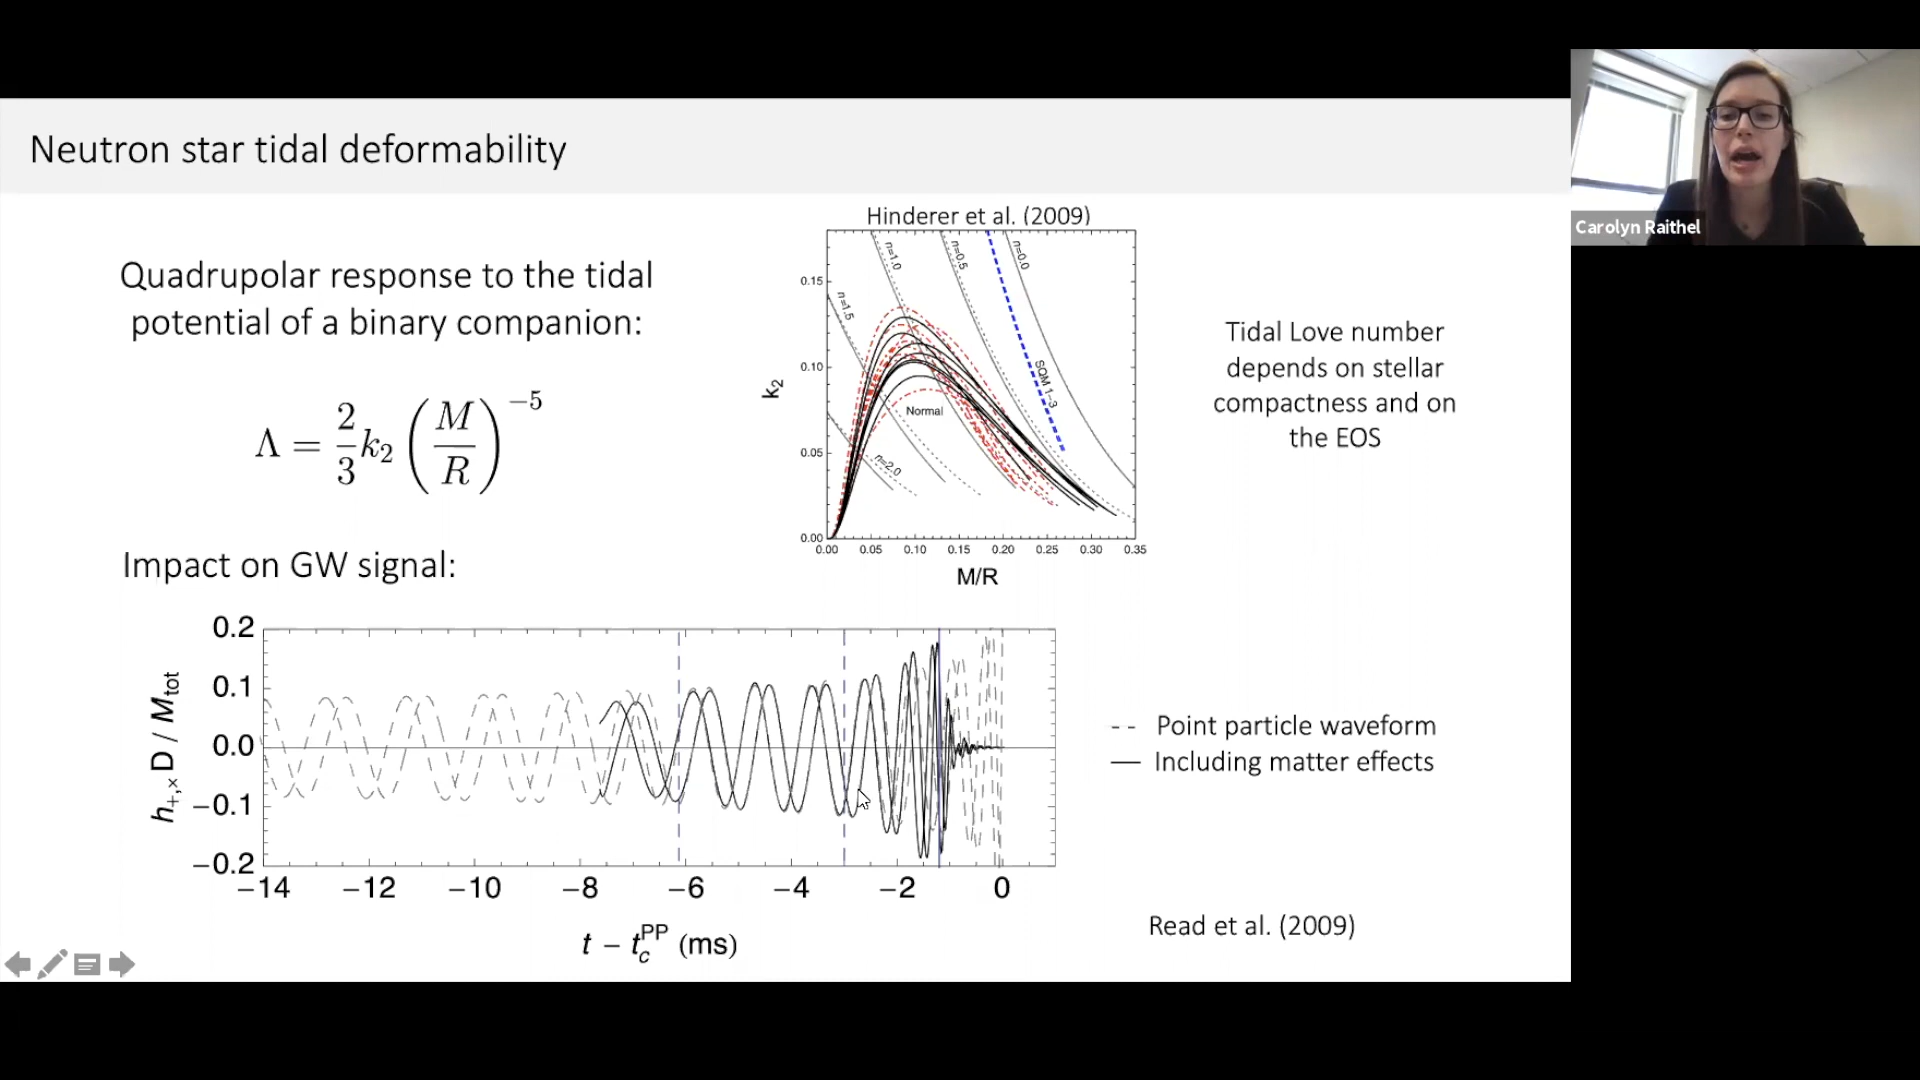 Neutron star tidal deformability
Carolyn Raithel
Quadrupolar response to the tidal
potential of a binary companion:
Λ = 2/3 k₂ (M/R)⁻⁵
Hinderer et al. (2009)
n=1.0
n=0.5
n=0.0
n=1.5
SQM 1-3
Normal
n=2.0
0.15
0.10
0.05
0.00
k₂
0.00 0.05 0.10 0.15 0.20 0.25 0.30 0.35
M/R
Tidal Love number
depends on stellar
compactness and on
the EOS
Impact on GW signal:
0.2
0.1
0.0
−0.1
−0.2
h₊,ₓ D / Mtot
−14 −12 −10 −8 −6 −4 −2 0
t − t_c^PP (ms)
-- Point particle waveform
— Including matter effects
Read et al. (2009)